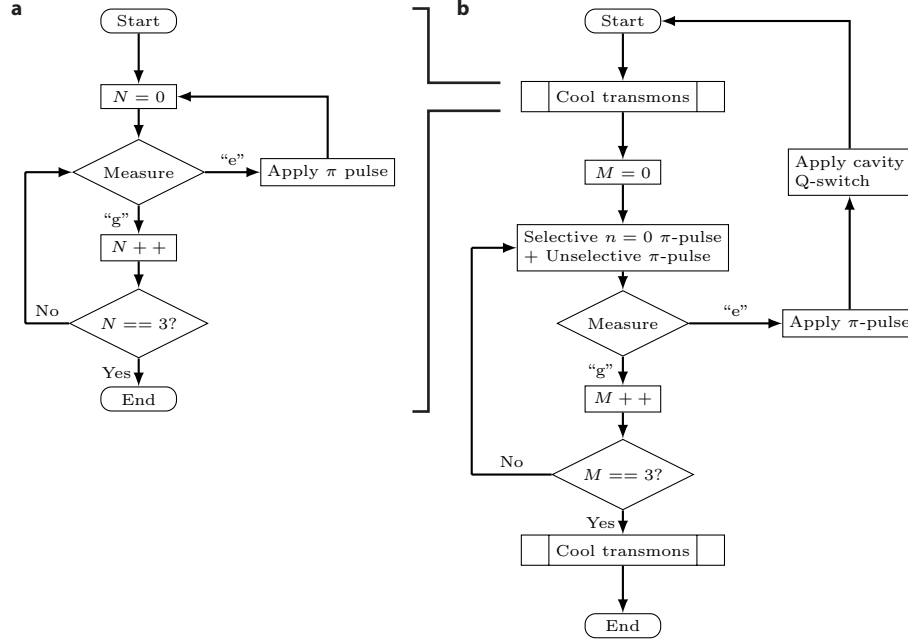 a
Start
N = 0
Measure
"e"
Apply π pulse
"g"
N + +
No
N == 3?
Yes
End
b
Start
Cool transmons
M = 0
Selective n = 0 π-pulse
+ Unselective π-pulse
Measure
"e"
Apply π-pulse
Apply cavity
Q-switch
"g"
M + +
No
M == 3?
Yes
Cool transmons
End